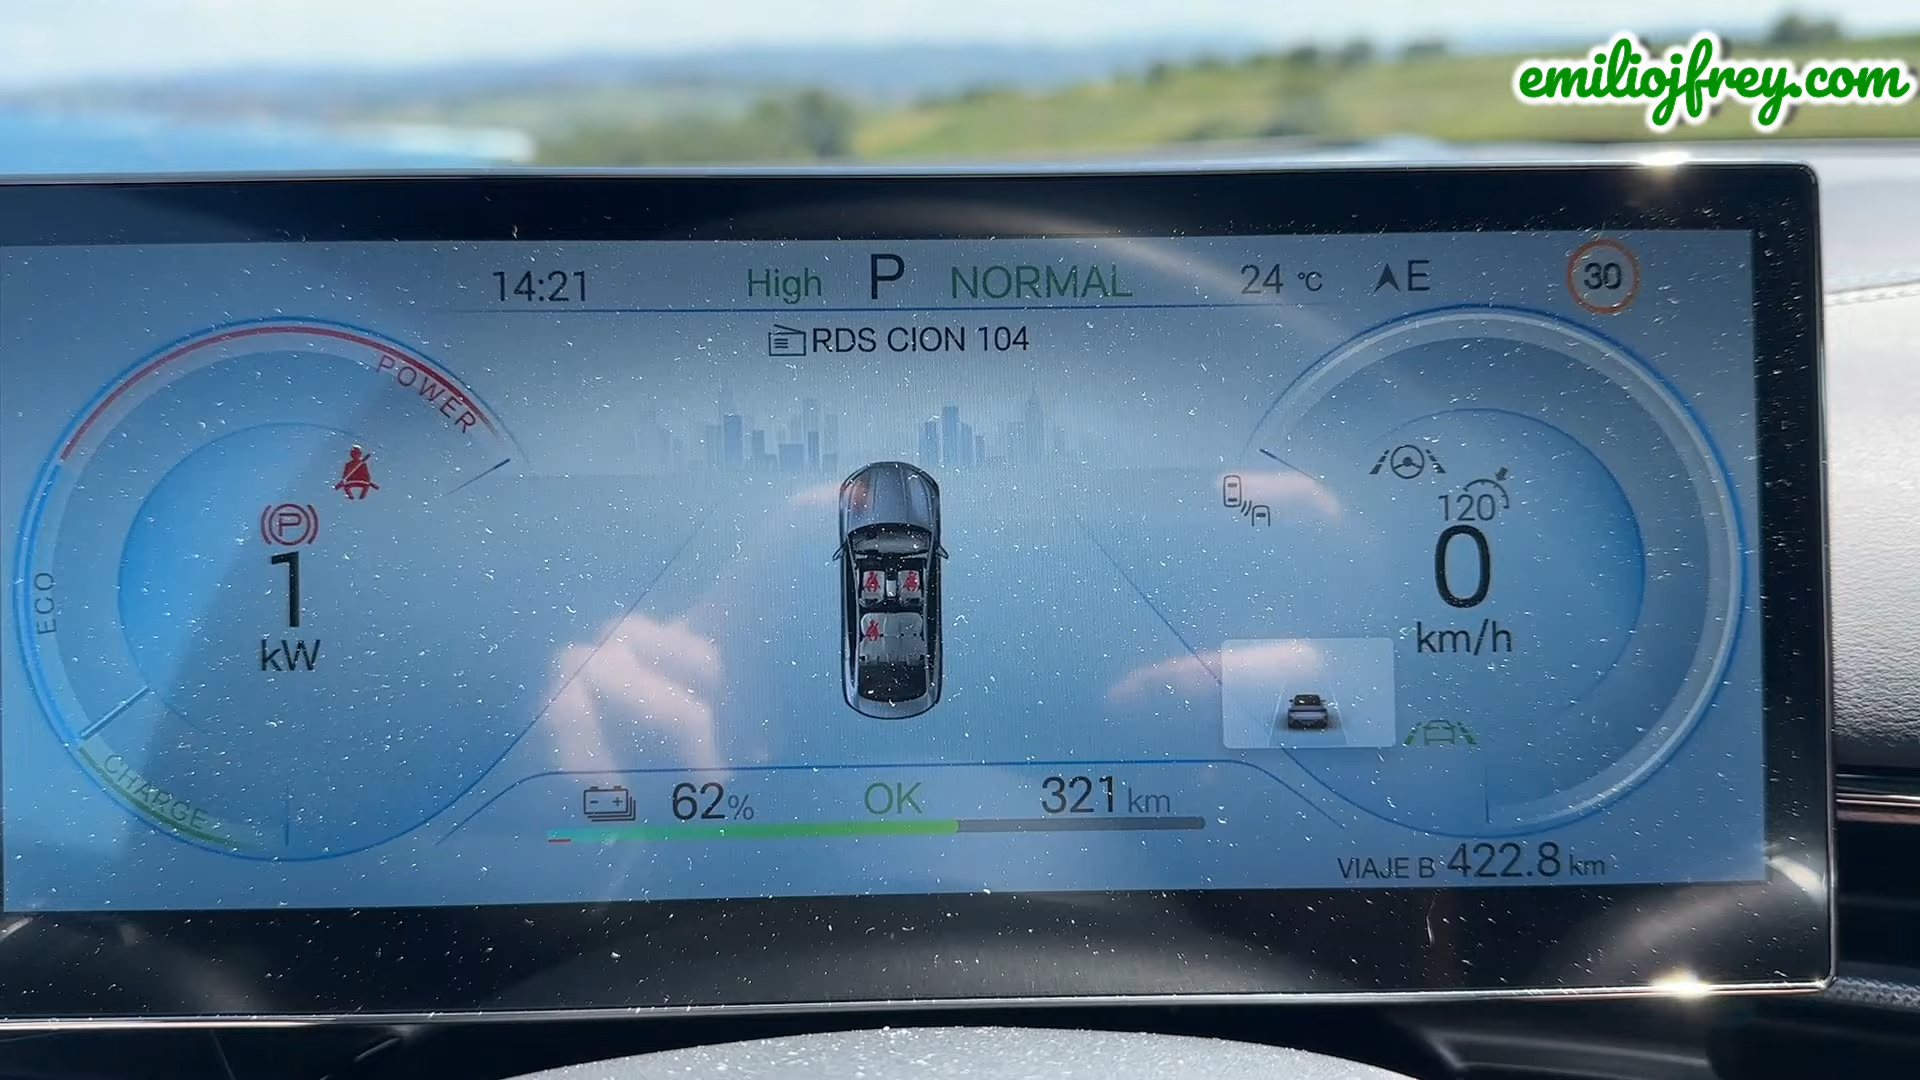 emiliojfrey.com
14:21 High P NORMAL 24 °C E 30
RDS CION 104
POWER
ECO
CHARGE
P
1
kW
120
0
km/h
62% OK 321 km
VIAJE B 422.8 km